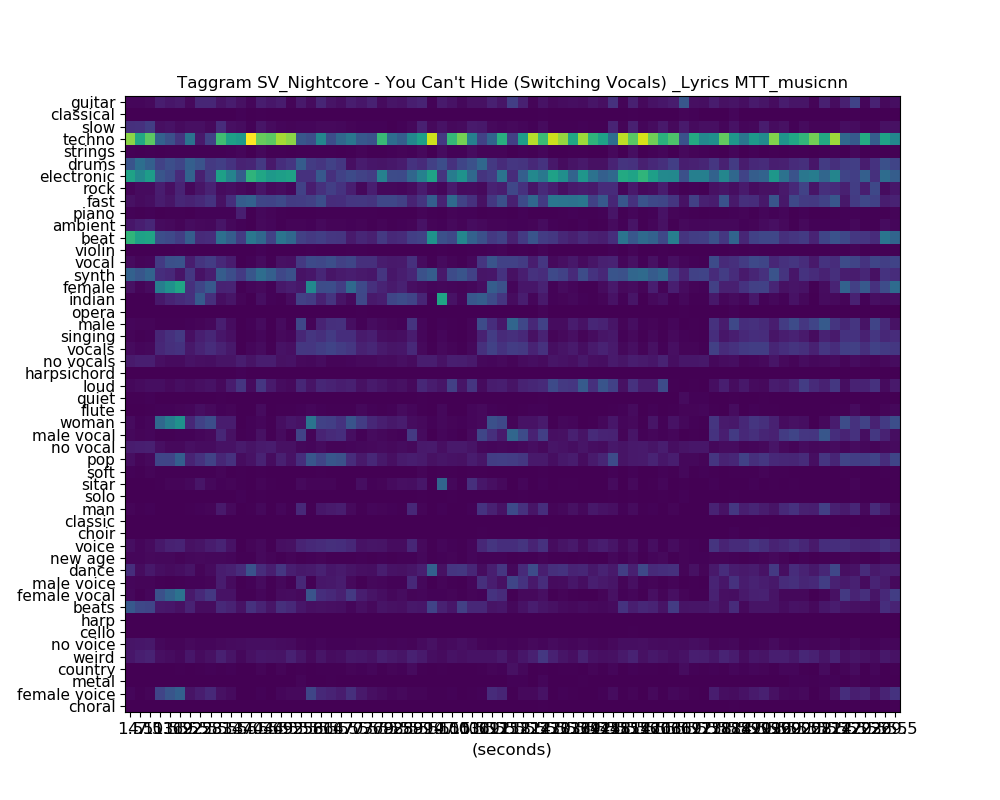 Taggram SV_Nightcore - You Can't Hide (Switching Vocals) _Lyrics MTT_musicnn
guitar
classical
slow
techno
strings
drums
electronic
rock
fast
piano
ambient
beat
violin
vocal
synth
female
indian
opera
male
singing
vocals
no vocals
harpsichord
loud
quiet
flute
woman
male vocal
no vocal
pop
soft
sitar
solo
man
classic
choir
voice
new age
dance
male voice
female vocal
beats
harp
cello
no voice
weird
country
metal
female voice
choral
(seconds)